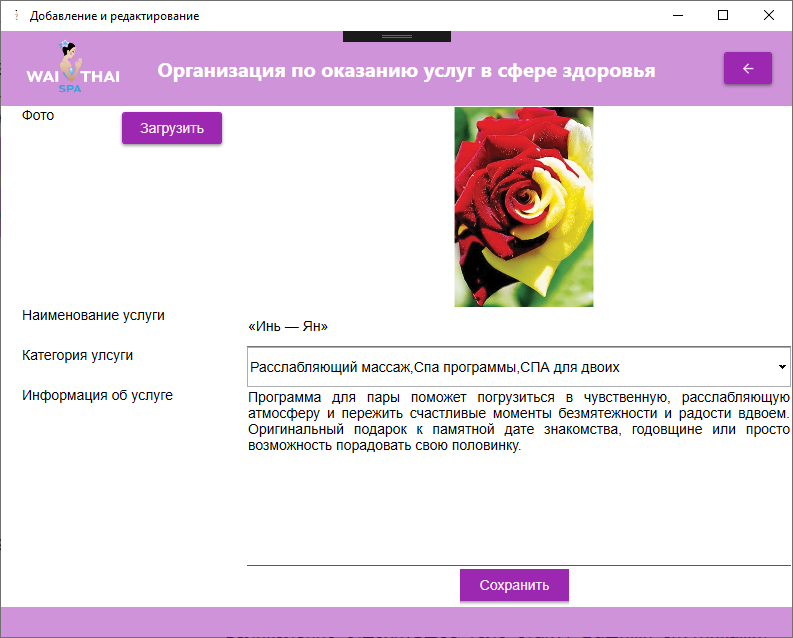 Добавление и редактирование
WAI THAI
SPA
Организация по оказанию услуг в сфере здоровья
Фото
Загрузить
Наименование услуги
«Инь — Ян»
Категория улсуги
Расслабляющий массаж,Спа программы,СПА для двоих
Информация об услуге
Программа для пары поможет погрузиться в чувственную, расслабляющую
атмосферу и пережить счастливые моменты безмятежности и радости вдвоем.
Оригинальный подарок к памятной дате знакомства, годовщине или просто
возможность порадовать свою половинку.
Сохранить